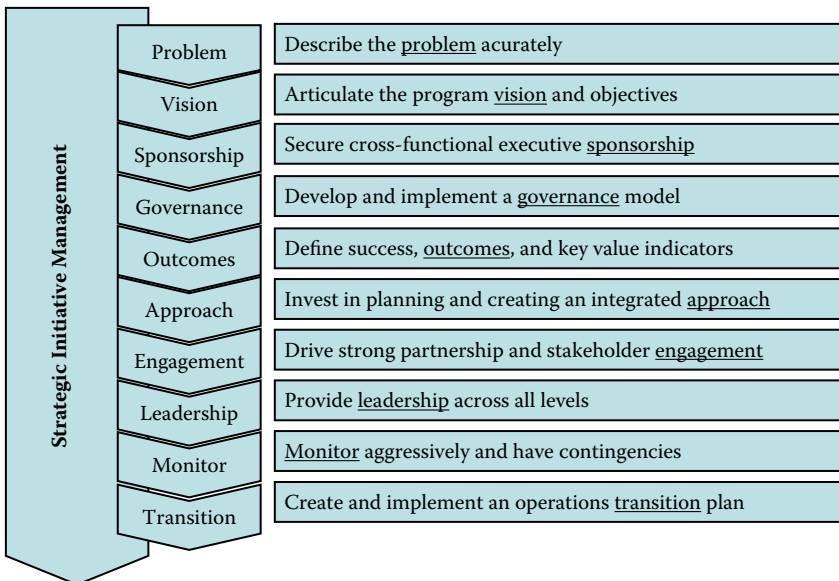 Strategic Initiative Management
Problem
Describe the problem acurately
Vision
Articulate the program vision and objectives
Sponsorship
Secure cross-functional executive sponsorship
Governance
Develop and implement a governance model
Outcomes
Define success, outcomes, and key value indicators
Approach
Invest in planning and creating an integrated approach
Engagement
Drive strong partnership and stakeholder engagement
Leadership
Provide leadership across all levels
Monitor
Monitor aggressively and have contingencies
Transition
Create and implement an operations transition plan